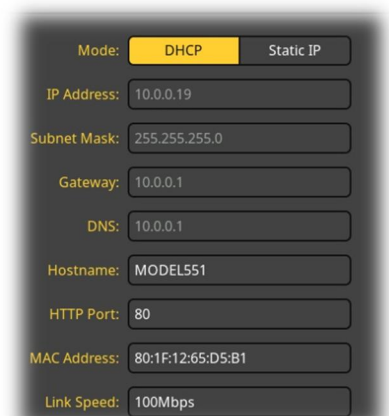 Mode: DHCP Static IP
IP Address: 10.0.0.19
Subnet Mask: 255.255.255.0
Gateway: 10.0.0.1
DNS: 10.0.0.1
Hostname: MODEL551
HTTP Port: 80
MAC Address: 80:1F:12:65:D5:B1
Link Speed: 100Mbps